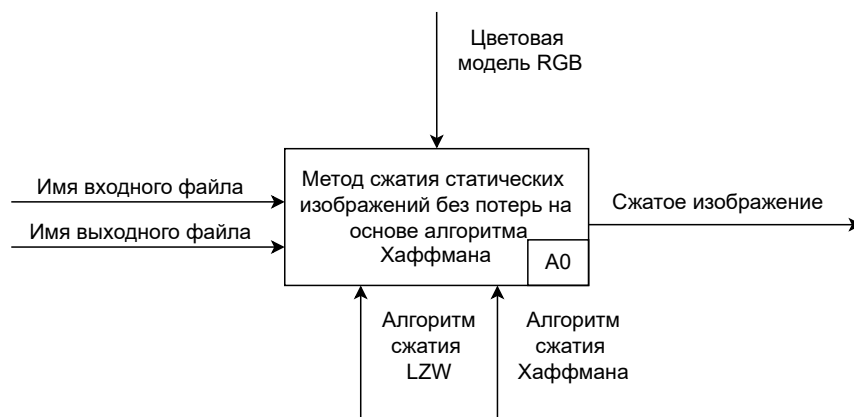 Цветовая
модель RGB
Имя входного файла
Имя выходного файла
Метод сжатия статических
изображений без потерь на
основе алгоритма
Хаффмана
A0
Сжатое изображение
Алгоритм
сжатия
LZW
Алгоритм
сжатия
Хаффмана